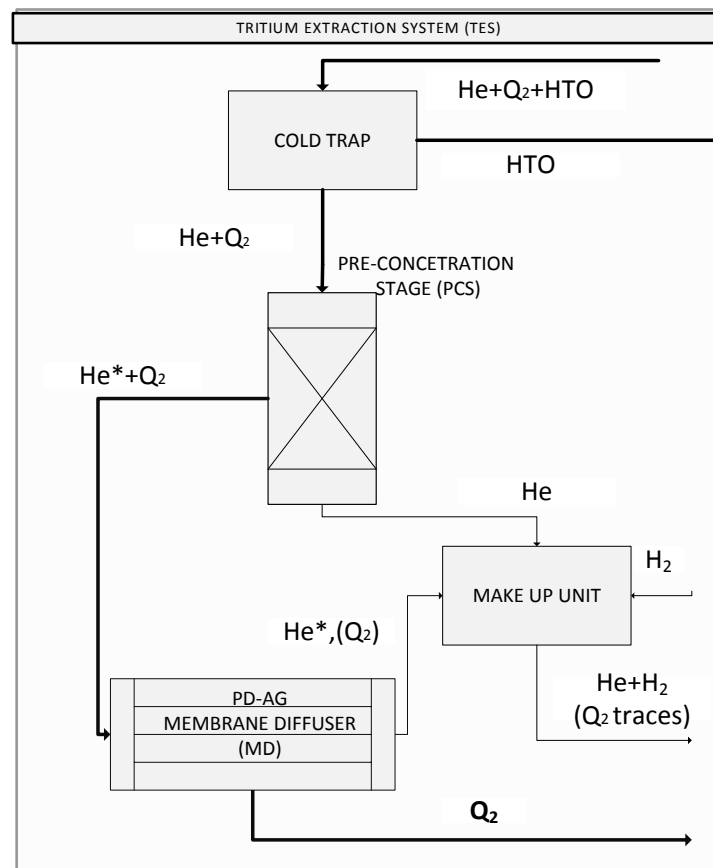 TRITIUM EXTRACTION SYSTEM (TES)
He+Q2+HTO
COLD TRAP
HTO
He+Q2
PRE-CONCETRATION
STAGE (PCS)
He*+Q2
He
H2
MAKE UP UNIT
He*,(Q2)
He+H2
(Q2 traces)
PD-AG
MEMBRANE DIFFUSER
(MD)
Q2